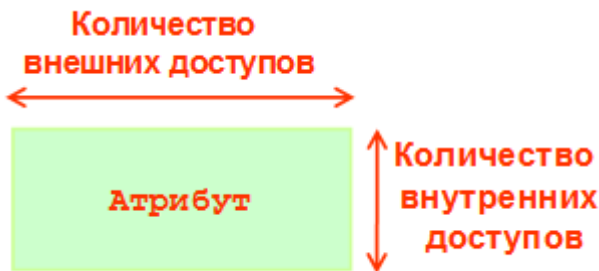 Количество
внешних доступов
Атрибут
Количество
внутренних
доступов